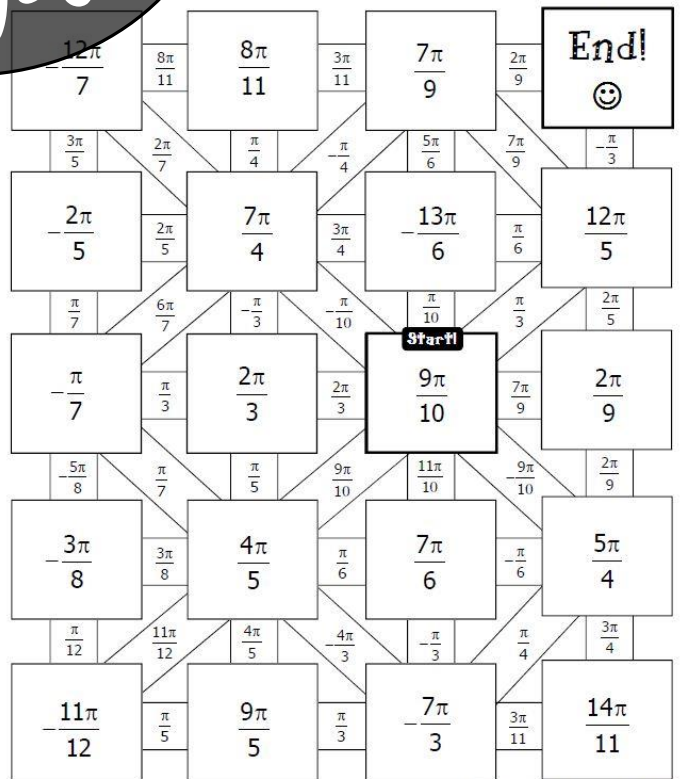 -12π/7 8π/11 8π/11 3π/11 7π/9 2π/9 End!
3π/5 2π/7 π/4 -π/4 5π/6 7π/9 -π/3
-2π/5 2π/5 7π/4 3π/4 -13π/6 π/6 12π/5
π/7 6π/7 -π/3 -π/10 π/10 π/3 2π/5
Start!
-π/7 π/3 2π/3 2π/3 9π/10 7π/9 2π/9
-5π/8 π/7 π/5 9π/10 11π/10 -9π/10 2π/9
-3π/8 3π/8 4π/5 π/6 7π/6 -π/6 5π/4
π/12 11π/12 4π/5 -4π/3 -π/3 π/4 3π/4
-11π/12 π/5 9π/5 π/3 -7π/3 3π/11 14π/11